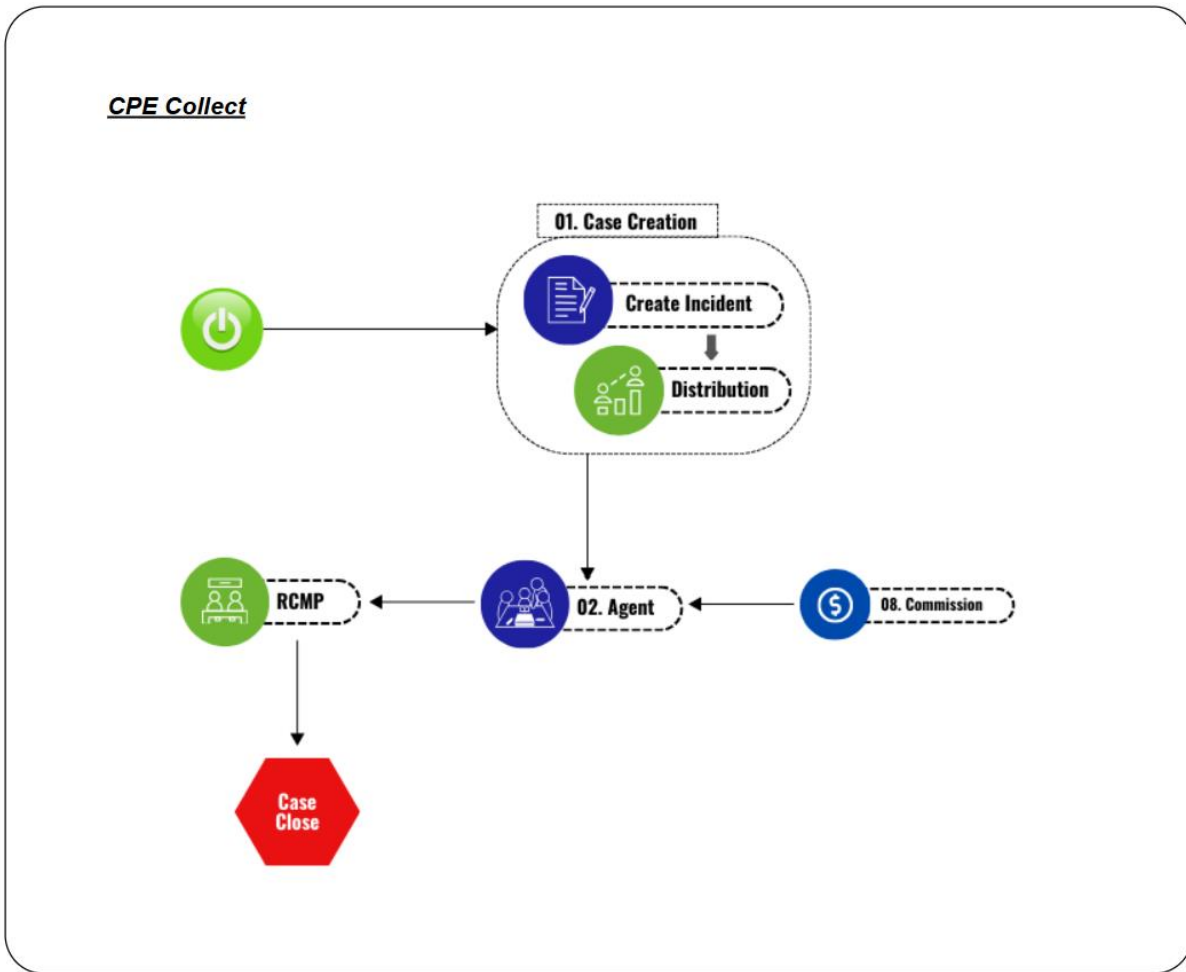 CPE Collect
01. Case Creation
Create Incident
Distribution
RCMP
02. Agent
$
08. Commission
Case
Close